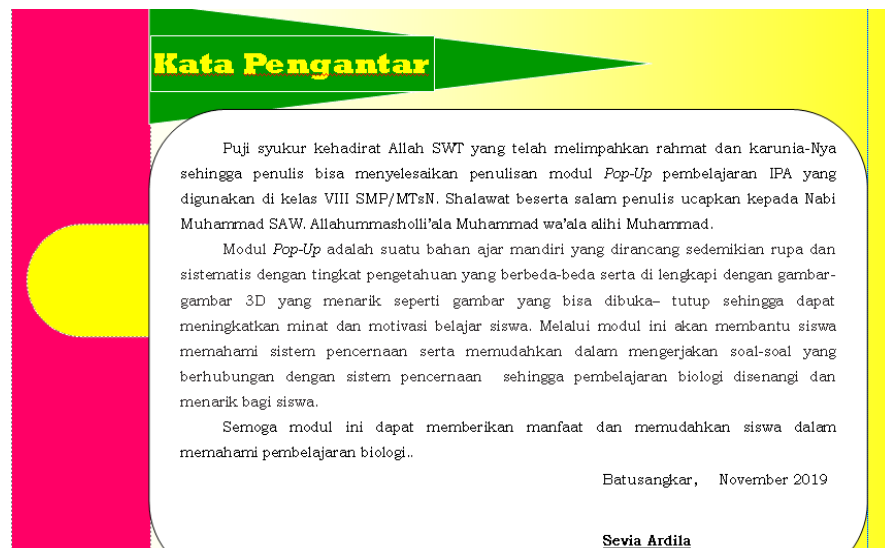 Kata Pengantar
Puji syukur kehadirat Allah SWT yang telah melimpahkan rahmat dan karunia-Nya
sehingga penulis bisa menyelesaikan penulisan modul Pop-Up pembelajaran IPA yang
digunakan di kelas VIII SMP/MTsN. Shalawat beserta salam penulis ucapkan kepada Nabi
Muhammad SAW. Allahummasholli'ala Muhammad wa'ala alihi Muhammad.
Modul Pop-Up adalah suatu bahan ajar mandiri yang dirancang sedemikian rupa dan
sistematis dengan tingkat pengetahuan yang berbeda-beda serta di lengkapi dengan gambar-
gambar 3D yang menarik seperti gambar yang bisa dibuka– tutup sehingga dapat
meningkatkan minat dan motivasi belajar siswa. Melalui modul ini akan membantu siswa
memahami sistem pencernaan serta memudahkan dalam mengerjakan soal-soal yang
berhubungan dengan sistem pencernaan sehingga pembelajaran biologi disenangi dan
menarik bagi siswa.
Semoga modul ini dapat memberikan manfaat dan memudahkan siswa dalam
memahami pembelajaran biologi..
Batusangkar, November 2019
Sevia Ardila